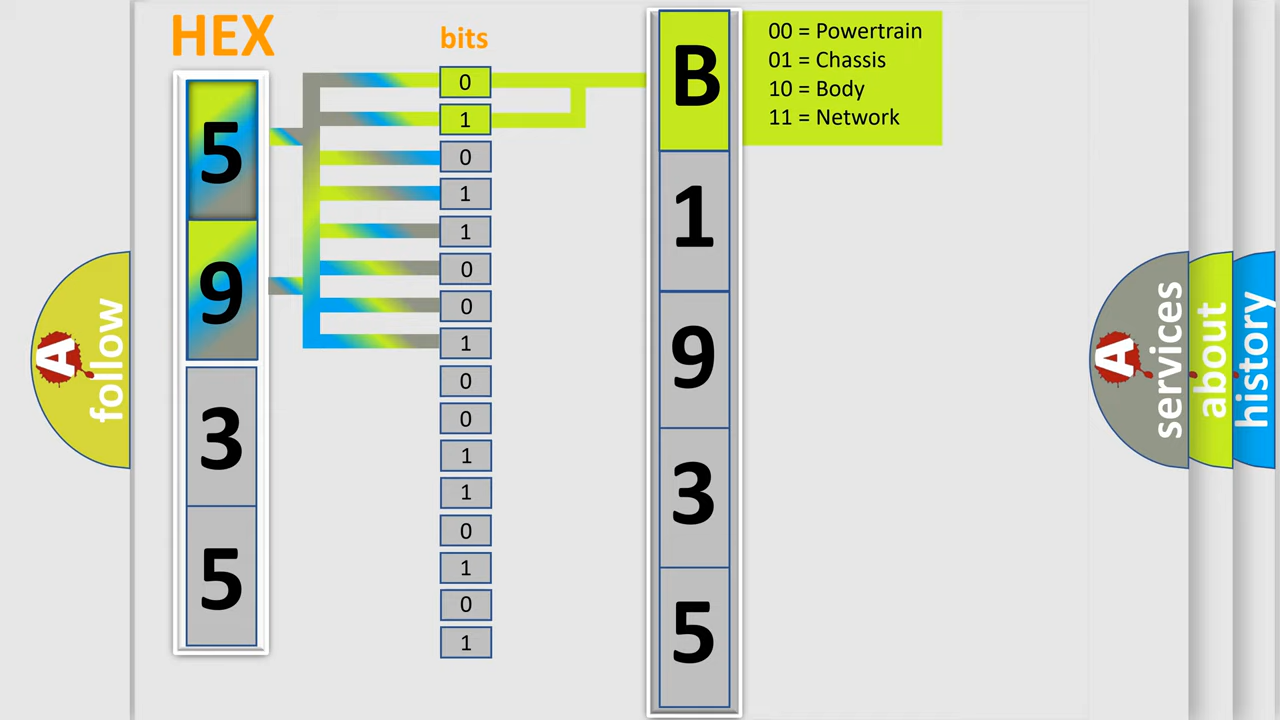 HEX
bits
5
9
3
5
0
1
0
1
1
0
0
1
0
0
1
1
0
1
0
1
B
1
9
3
5
00 = Powertrain
01 = Chassis
10 = Body
11 = Network
A
follow
A
services
about
history